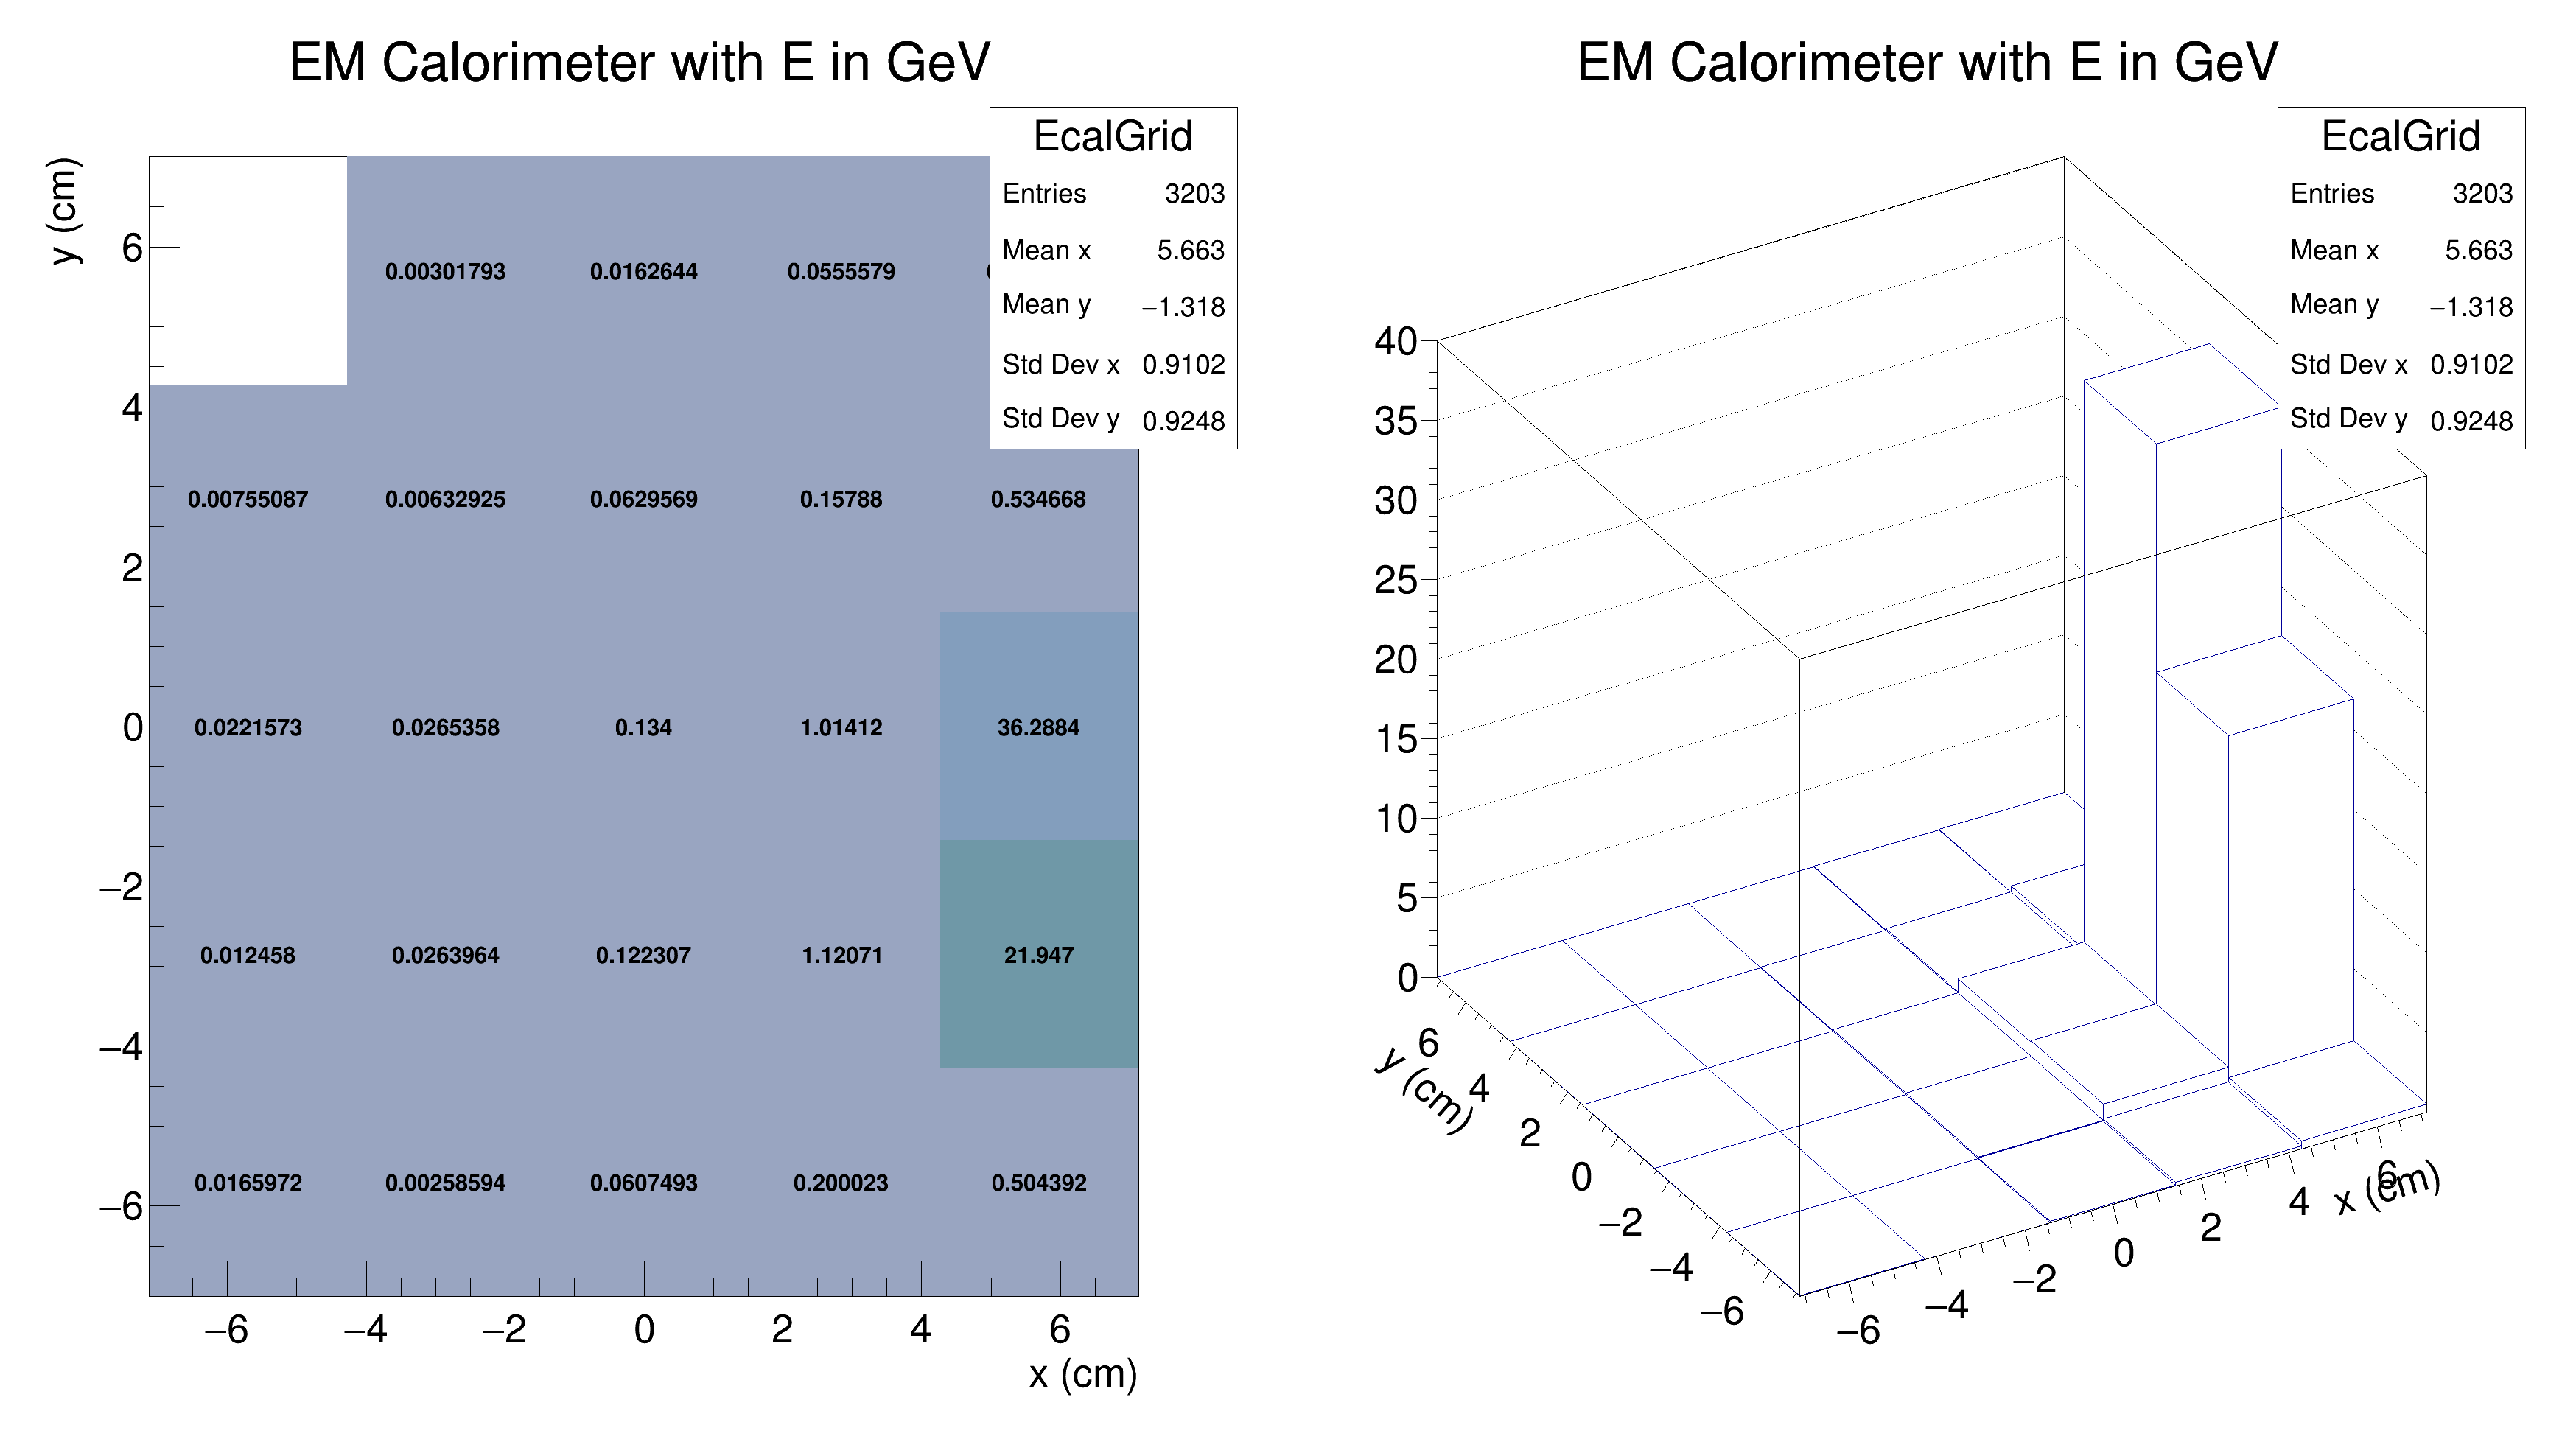 EM Calorimeter with E in GeV
EcalGrid
Entries 3203
Mean x 5.663
Mean y −1.318
Std Dev x 0.9102
Std Dev y 0.9248
y (cm)
6
4
2
0
−2
−4
−6
0.00301793 0.0162644 0.0555579
0.00755087 0.00632925 0.0629569 0.15788 0.534668
0.0221573 0.0265358 0.134 1.01412 36.2884
0.012458 0.0263964 0.122307 1.12071 21.947
0.0165972 0.00258594 0.0607493 0.200023 0.504392
−6 −4 −2 0 2 4 6
x (cm)
EM Calorimeter with E in GeV
EcalGrid
Entries 3203
Mean x 5.663
Mean y −1.318
Std Dev x 0.9102
Std Dev y 0.9248
40
35
30
25
20
15
10
5
0
6
4
2
0
−2
−4
−6
y (cm)
−6
−4
−2
0
2
4
6
x (cm)